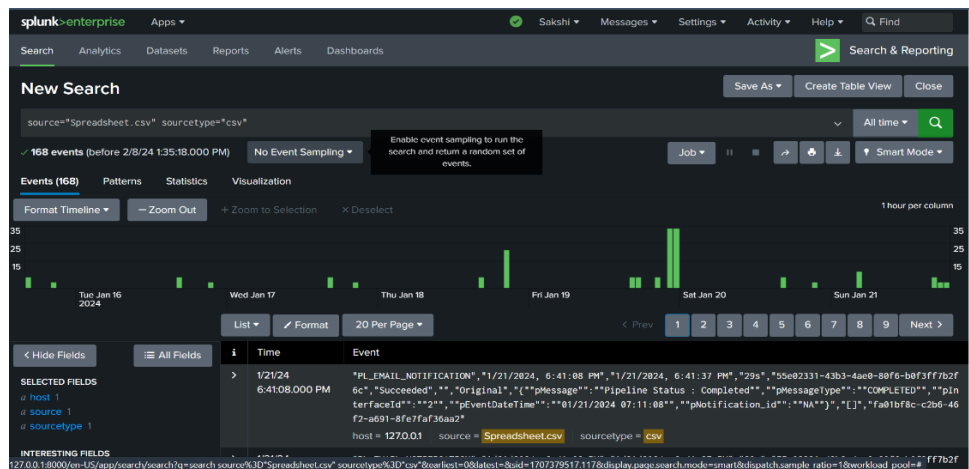 splunk>enterprise Apps Sakshi Messages Settings Activity Help Find
Search Analytics Datasets Reports Alerts Dashboards Search & Reporting
New Search Save As Create Table View Close
source="Spreadsheet.csv" sourcetype="csv" All time
168 events (before 2/8/24 1:35:18.000 PM) No Event Sampling Job Smart Mode
Enable event sampling to run the
search and return a random set of
events.
Events (168) Patterns Statistics Visualization
Format Timeline — Zoom Out + Zoom to Selection × Deselect 1 hour per column
35 35
25 25
15 15
Tue Jan 16 Wed Jan 17 Thu Jan 18 Fri Jan 19 Sat Jan 20 Sun Jan 21
2024
List Format 20 Per Page < Prev 1 2 3 4 5 6 7 8 9 Next >
< Hide Fields All Fields i Time Event
SELECTED FIELDS
a host 1
a source 1
a sourcetype 1
INTERESTING FIELDS
> 1/21/24
6:41:08.000 PM
"PL_EMAIL_NOTIFICATION","1/21/2024, 6:41:08 PM","1/21/2024, 6:41:37 PM","29s","55e02331-43b3-4ae0-80f6-b0f3ff7b2f
6c","Succeeded","","Original","{""pMessage"":""Pipeline Status : Completed"",""pMessageType"":""COMPLETED"",""pIn
terfaceId"":""2"",""pEventDateTime"":""01/21/2024 07:11:08"",""pNotification_id"":""NA""}","[]","fa01bf8c-c2b6-46
f2-a691-8fe7faf36aa2"
host = 127.0.0.1 source = Spreadsheet.csv sourcetype = csv
127.0.0.1:8000/en-US/app/search/search?q=search source%3D"Spreadsheet.csv" sourcetype%3D"csv"&earliest=0&latest=&sid=1707379517.117&display.page.search.mode=smart&dispatch.sample_ratio=1&workload_pool=#